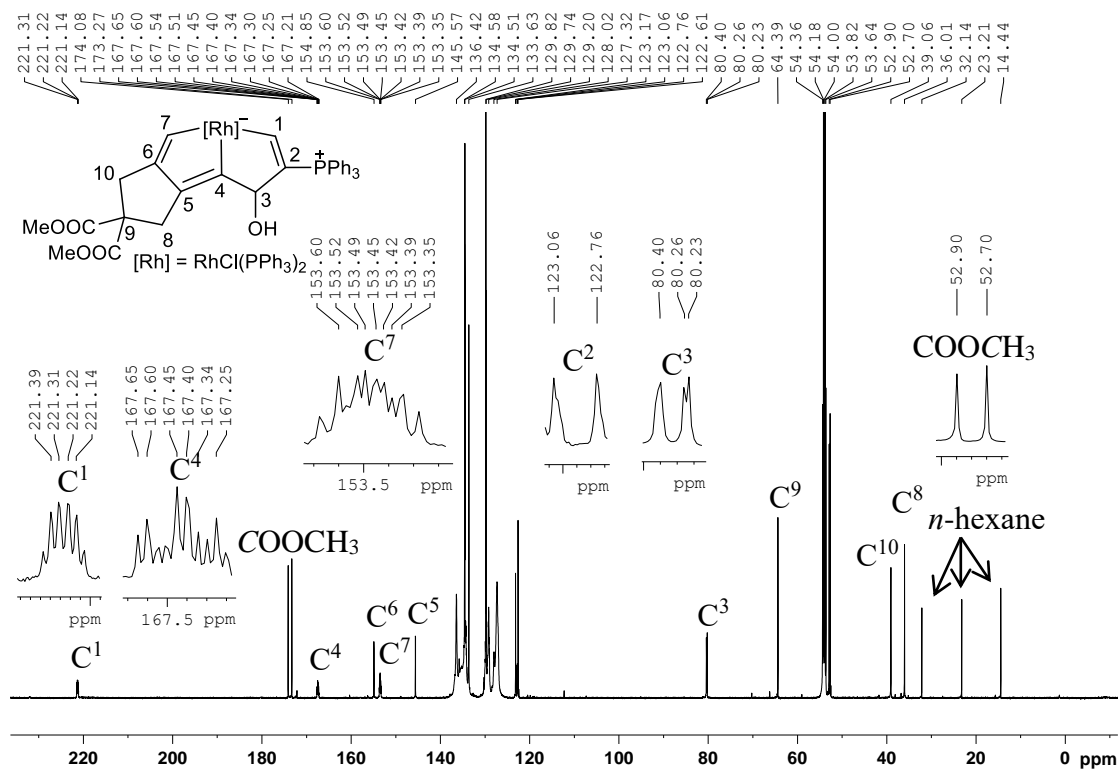 221.31
221.22
221.14
174.08
173.27
167.65
167.60
167.54
167.51
167.45
167.40
167.34
167.30
167.25
167.21
154.85
153.60
153.52
153.49
153.45
153.42
153.39
153.35
145.57
136.42
134.58
134.51
133.63
129.82
129.74
129.20
128.02
127.32
123.17
123.06
122.76
122.61
80.40
80.26
80.23
64.39
54.36
54.18
54.00
53.82
53.64
52.90
52.70
39.06
36.01
32.14
23.21
14.44
7
[Rh]−
1
6
2
+
PPh3
10
4
5
3
OH
MeOOC
9
8
MeOOC
[Rh] = RhCl(PPh3)2
221.39
221.31
221.22
221.14
C1
ppm
167.65
167.60
167.45
167.40
167.34
167.25
C4
167.5 ppm
153.60
153.52
153.49
153.45
153.42
153.39
153.35
C7
153.5 ppm
123.06
122.76
C2
ppm
80.40
80.26
80.23
C3
ppm
52.90
52.70
COOCH3
ppm
C1
COOCH3
C4
C6
C7
C5
C3
C9
C10
C8
n-hexane
220 200 180 160 140 120 100 80 60 40 20 0 ppm